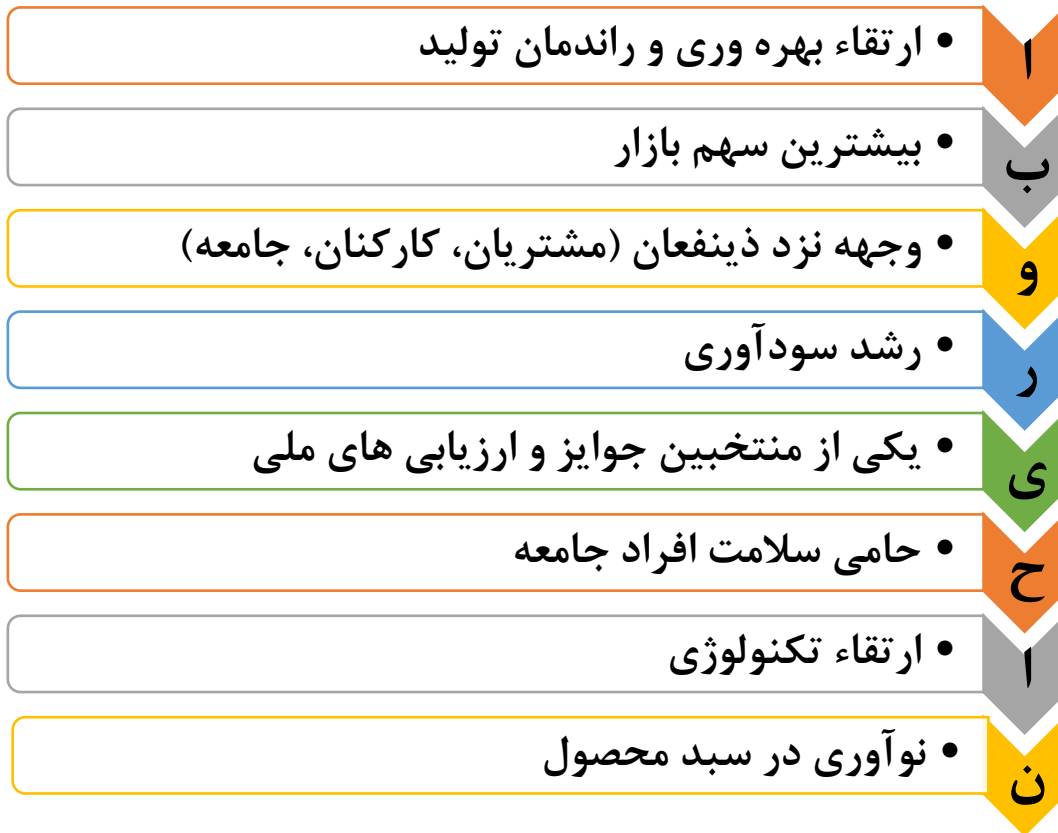 ا • ارتقاء بهره وری و راندمان تولید
ب • بیشترین سهم بازار
و • وجهه نزد ذینفعان (مشتریان، کارکنان، جامعه)
ر • رشد سودآوری
ی • یکی از منتخبین جوایز و ارزیابی های ملی
ح • حامی سلامت افراد جامعه
ا • ارتقاء تکنولوژی
ن • نوآوری در سبد محصول